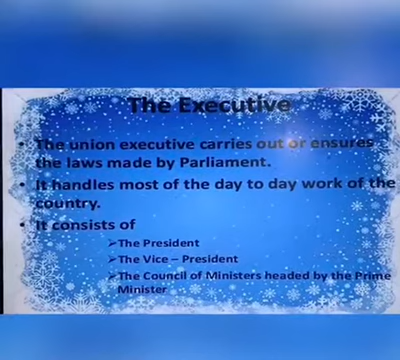 The Executive
• The union executive carries out or ensures
the laws made by Parliament.
• It handles most of the day to day work of the
country.
• It consists of
➢The President
➢The Vice – President
➢The Council of Ministers headed by the Prime
Minister